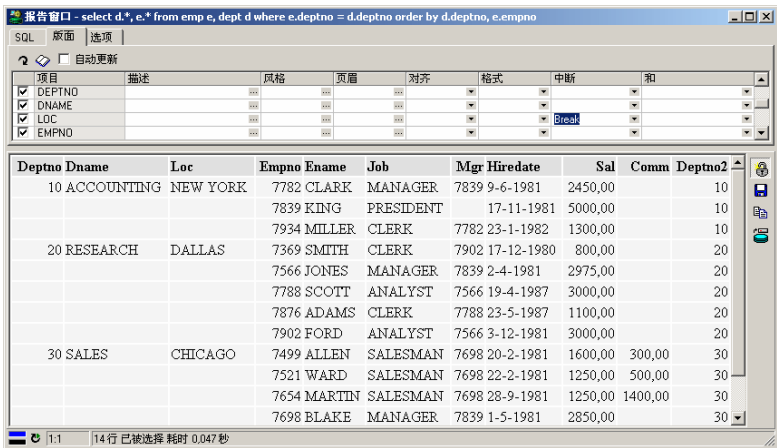 报告窗口 - select d.*, e.* from emp e, dept d where e.deptno = d.deptno order by d.deptno, e.empno
SQL 版面 选项
自动更新
项目 描述 风格 页眉 对齐 格式 中断 和
DEPTNO
DNAME
LOC Break
EMPNO
Deptno Dname Loc Empno Ename Job Mgr Hiredate Sal Comm Deptno2
10 ACCOUNTING NEW YORK 7782 CLARK MANAGER 7839 9-6-1981 2450,00 10
7839 KING PRESIDENT 17-11-1981 5000,00 10
7934 MILLER CLERK 7782 23-1-1982 1300,00 10
20 RESEARCH DALLAS 7369 SMITH CLERK 7902 17-12-1980 800,00 20
7566 JONES MANAGER 7839 2-4-1981 2975,00 20
7788 SCOTT ANALYST 7566 19-4-1987 3000,00 20
7876 ADAMS CLERK 7788 23-5-1987 1100,00 20
7902 FORD ANALYST 7566 3-12-1981 3000,00 20
30 SALES CHICAGO 7499 ALLEN SALESMAN 7698 20-2-1981 1600,00 300,00 30
7521 WARD SALESMAN 7698 22-2-1981 1250,00 500,00 30
7654 MARTIN SALESMAN 7698 28-9-1981 1250,00 1400,00 30
7698 BLAKE MANAGER 7839 1-5-1981 2850,00 30
1:1 14行 已被选择 耗时 0,047 秒